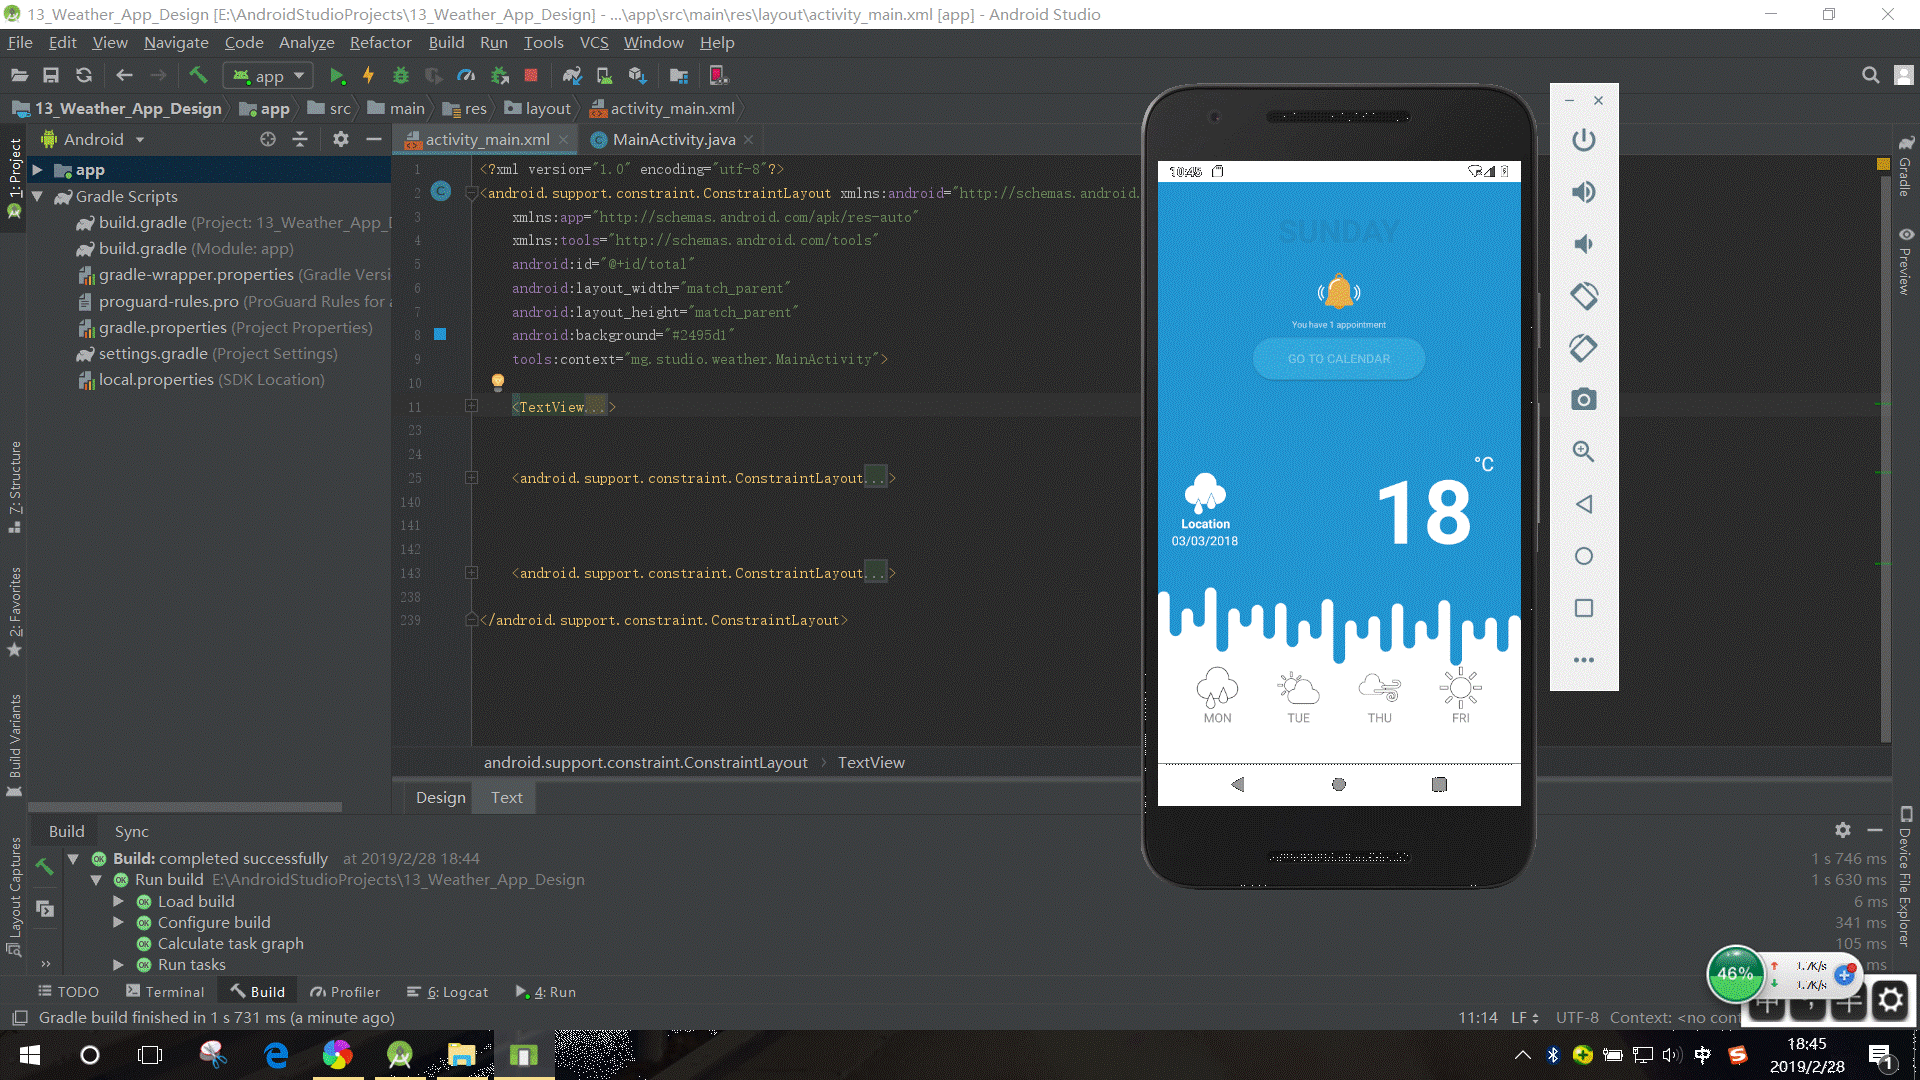 13_Weather_App_Design [E:\AndroidStudioProjects\13_Weather_App_Design] - ...\app\src\main\res\layout\activity_main.xml [app] - Android Studio
File Edit View Navigate Code Analyze Refactor Build Run Tools VCS Window Help
app
13_Weather_App_Design app src main res layout activity_main.xml
Android
activity_main.xml MainActivity.java
1: Project
app
Gradle Scripts
build.gradle (Project: 13_Weather_App_D
build.gradle (Module: app)
gradle-wrapper.properties (Gradle Versi
proguard-rules.pro (ProGuard Rules for a
gradle.properties (Project Properties)
settings.gradle (Project Settings)
local.properties (SDK Location)
7: Structure
2: Favorites
Build Variants
Layout Captures
1 <?xml version="1.0" encoding="utf-8"?>
2 <android.support.constraint.ConstraintLayout xmlns:android="http://schemas.android.
3 xmlns:app="http://schemas.android.com/apk/res-auto"
4 xmlns:tools="http://schemas.android.com/tools"
5 android:id="@+id/total"
6 android:layout_width="match_parent"
7 android:layout_height="match_parent"
8 android:background="#2495d1"
9 tools:context="mg.studio.weather.MainActivity">
10
11 <TextView...>
23
24
25 <android.support.constraint.ConstraintLayout...>
140
141
142
143 <android.support.constraint.ConstraintLayout...>
238
239 </android.support.constraint.ConstraintLayout>
android.support.constraint.ConstraintLayout › TextView
Design Text
10:45
SUNDAY
You have 1 appointment
GO TO CALENDAR
°C
18
Location
03/03/2018
MON TUE THU FRI
Gradle
Preview
Device File Explorer
Build Sync
Build: completed successfully at 2019/2/28 18:44 1 s 746 ms
Run build E:\AndroidStudioProjects\13_Weather_App_Design 1 s 630 ms
Load build 6 ms
Configure build 341 ms
Calculate task graph 105 ms
Run tasks ms
46%
TODO Terminal Build Profiler 6: Logcat 4: Run
Gradle build finished in 1 s 731 ms (a minute ago)
11:14 LF UTF-8 Context: <no cont
中
18:45
2019/2/28
1